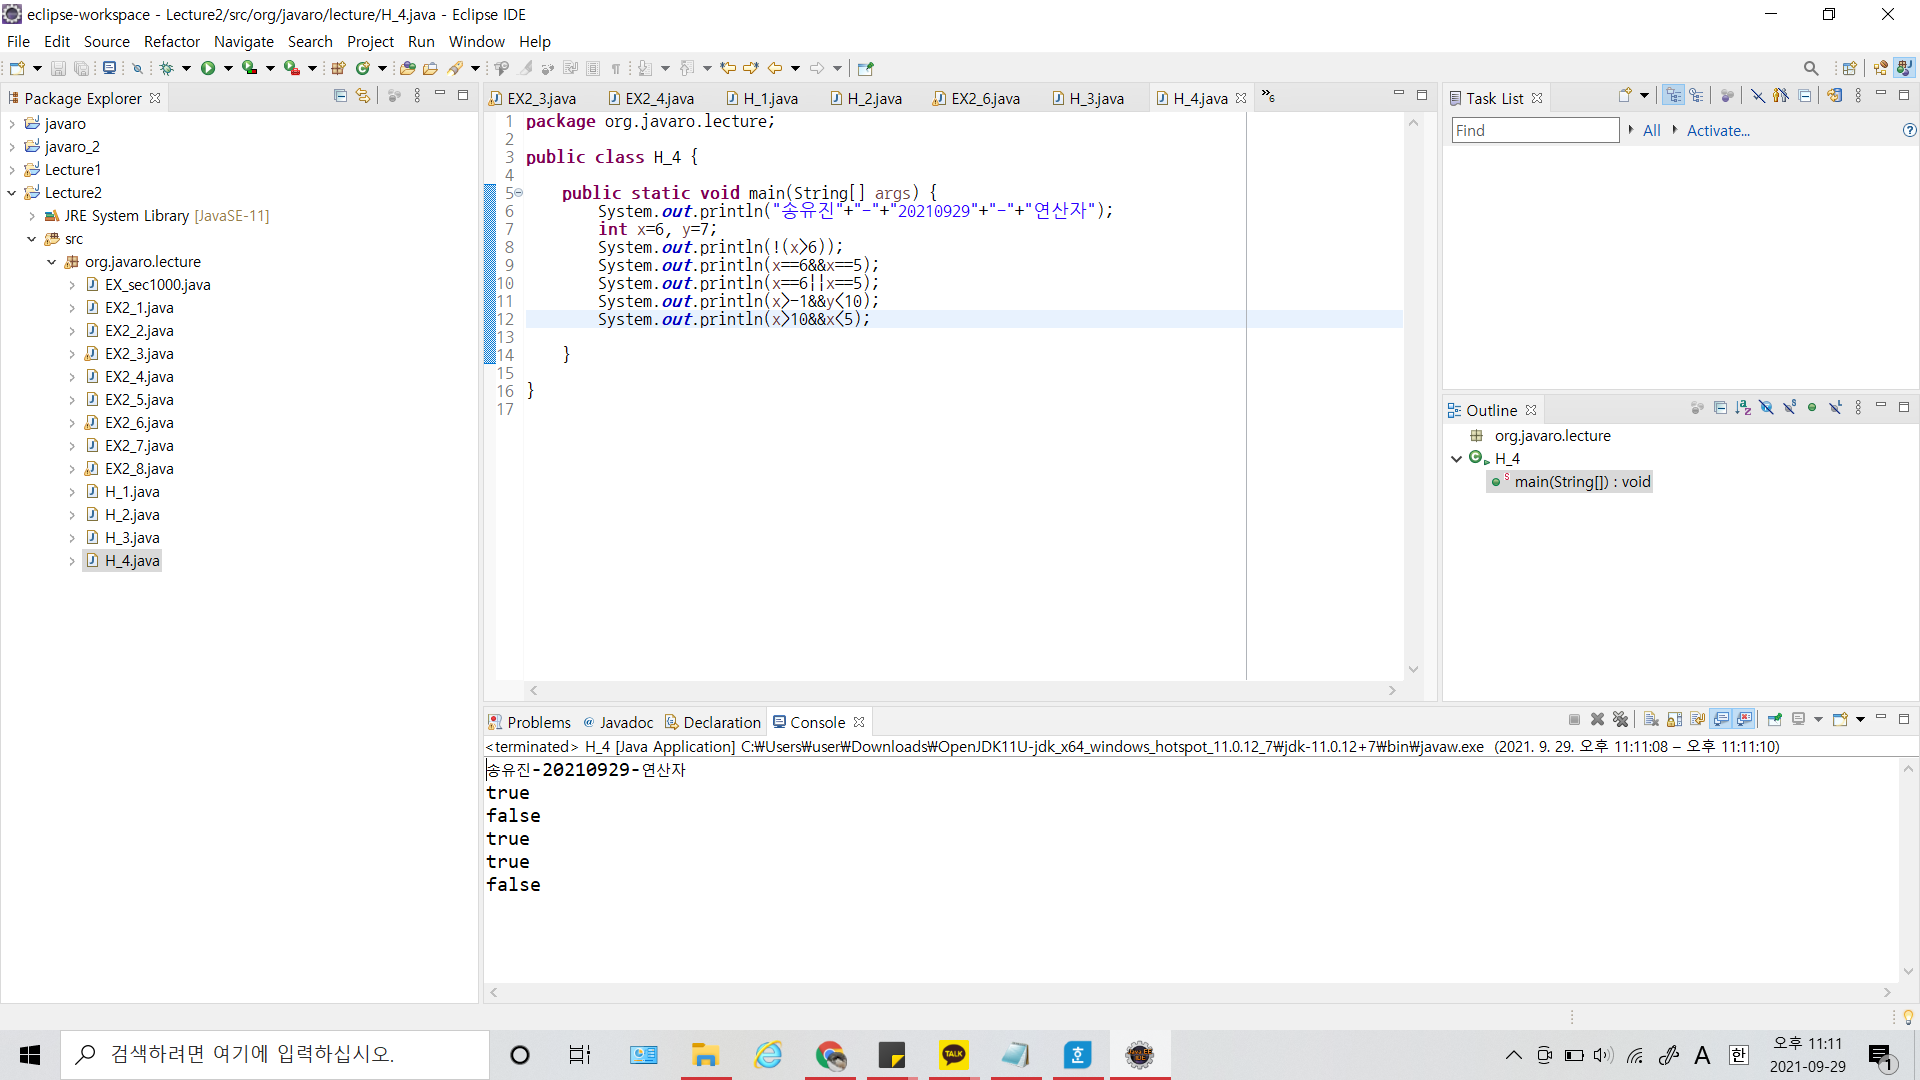 eclipse-workspace - Lecture2/src/org/javaro/lecture/H_4.java - Eclipse IDE
File Edit Source Refactor Navigate Search Project Run Window Help
Package Explorer
javaro
javaro_2
Lecture1
Lecture2
JRE System Library [JavaSE-11]
src
org.javaro.lecture
EX_sec1000.java
EX2_1.java
EX2_2.java
EX2_3.java
EX2_4.java
EX2_5.java
EX2_6.java
EX2_7.java
EX2_8.java
H_1.java
H_2.java
H_3.java
H_4.java
EX2_3.java EX2_4.java H_1.java H_2.java EX2_6.java H_3.java H_4.java »6
1 package org.javaro.lecture;
2
3 public class H_4 {
4
5 public static void main(String[] args) {
6 System.out.println("송유진"+"-"+"20210929"+"-"+"연산자");
7 int x=6, y=7;
8 System.out.println(!(x>6));
9 System.out.println(x==6&&x==5);
10 System.out.println(x==6||x==5);
11 System.out.println(x>-1&&y<10);
12 System.out.println(x>10&&x<5);
13
14 }
15
16 }
17
Task List
Find All Activate...
Outline
org.javaro.lecture
H_4
main(String[]) : void
Problems @ Javadoc Declaration Console
<terminated> H_4 [Java Application] C:₩Users₩user₩Downloads₩OpenJDK11U-jdk_x64_windows_hotspot_11.0.12_7₩jdk-11.0.12+7₩bin₩javaw.exe (2021. 9. 29. 오후 11:11:08 – 오후 11:11:10)
송유진-20210929-연산자
true
false
true
true
false
검색하려면 여기에 입력하십시오.
TALK
한
A
한
오후 11:11
2021-09-29
1